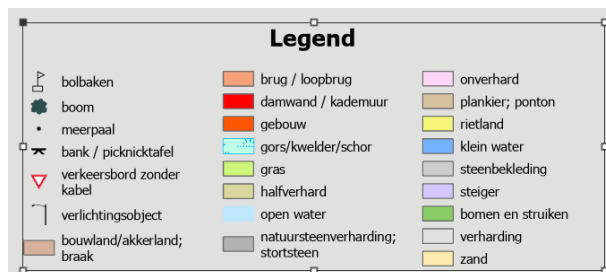 Legend
bolbaken
boom
meerpaal
bank / picknicktafel
verkeersbord zonder
kabel
verlichtingsobject
bouwland/akkerland;
braak
brug / loopbrug
damwand / kademuur
gebouw
gors/kwelder/schor
gras
halfverhard
open water
natuursteenverharding;
stortsteen
onverhard
plankier; ponton
rietland
klein water
steenbekleding
steiger
bomen en struiken
verharding
zand